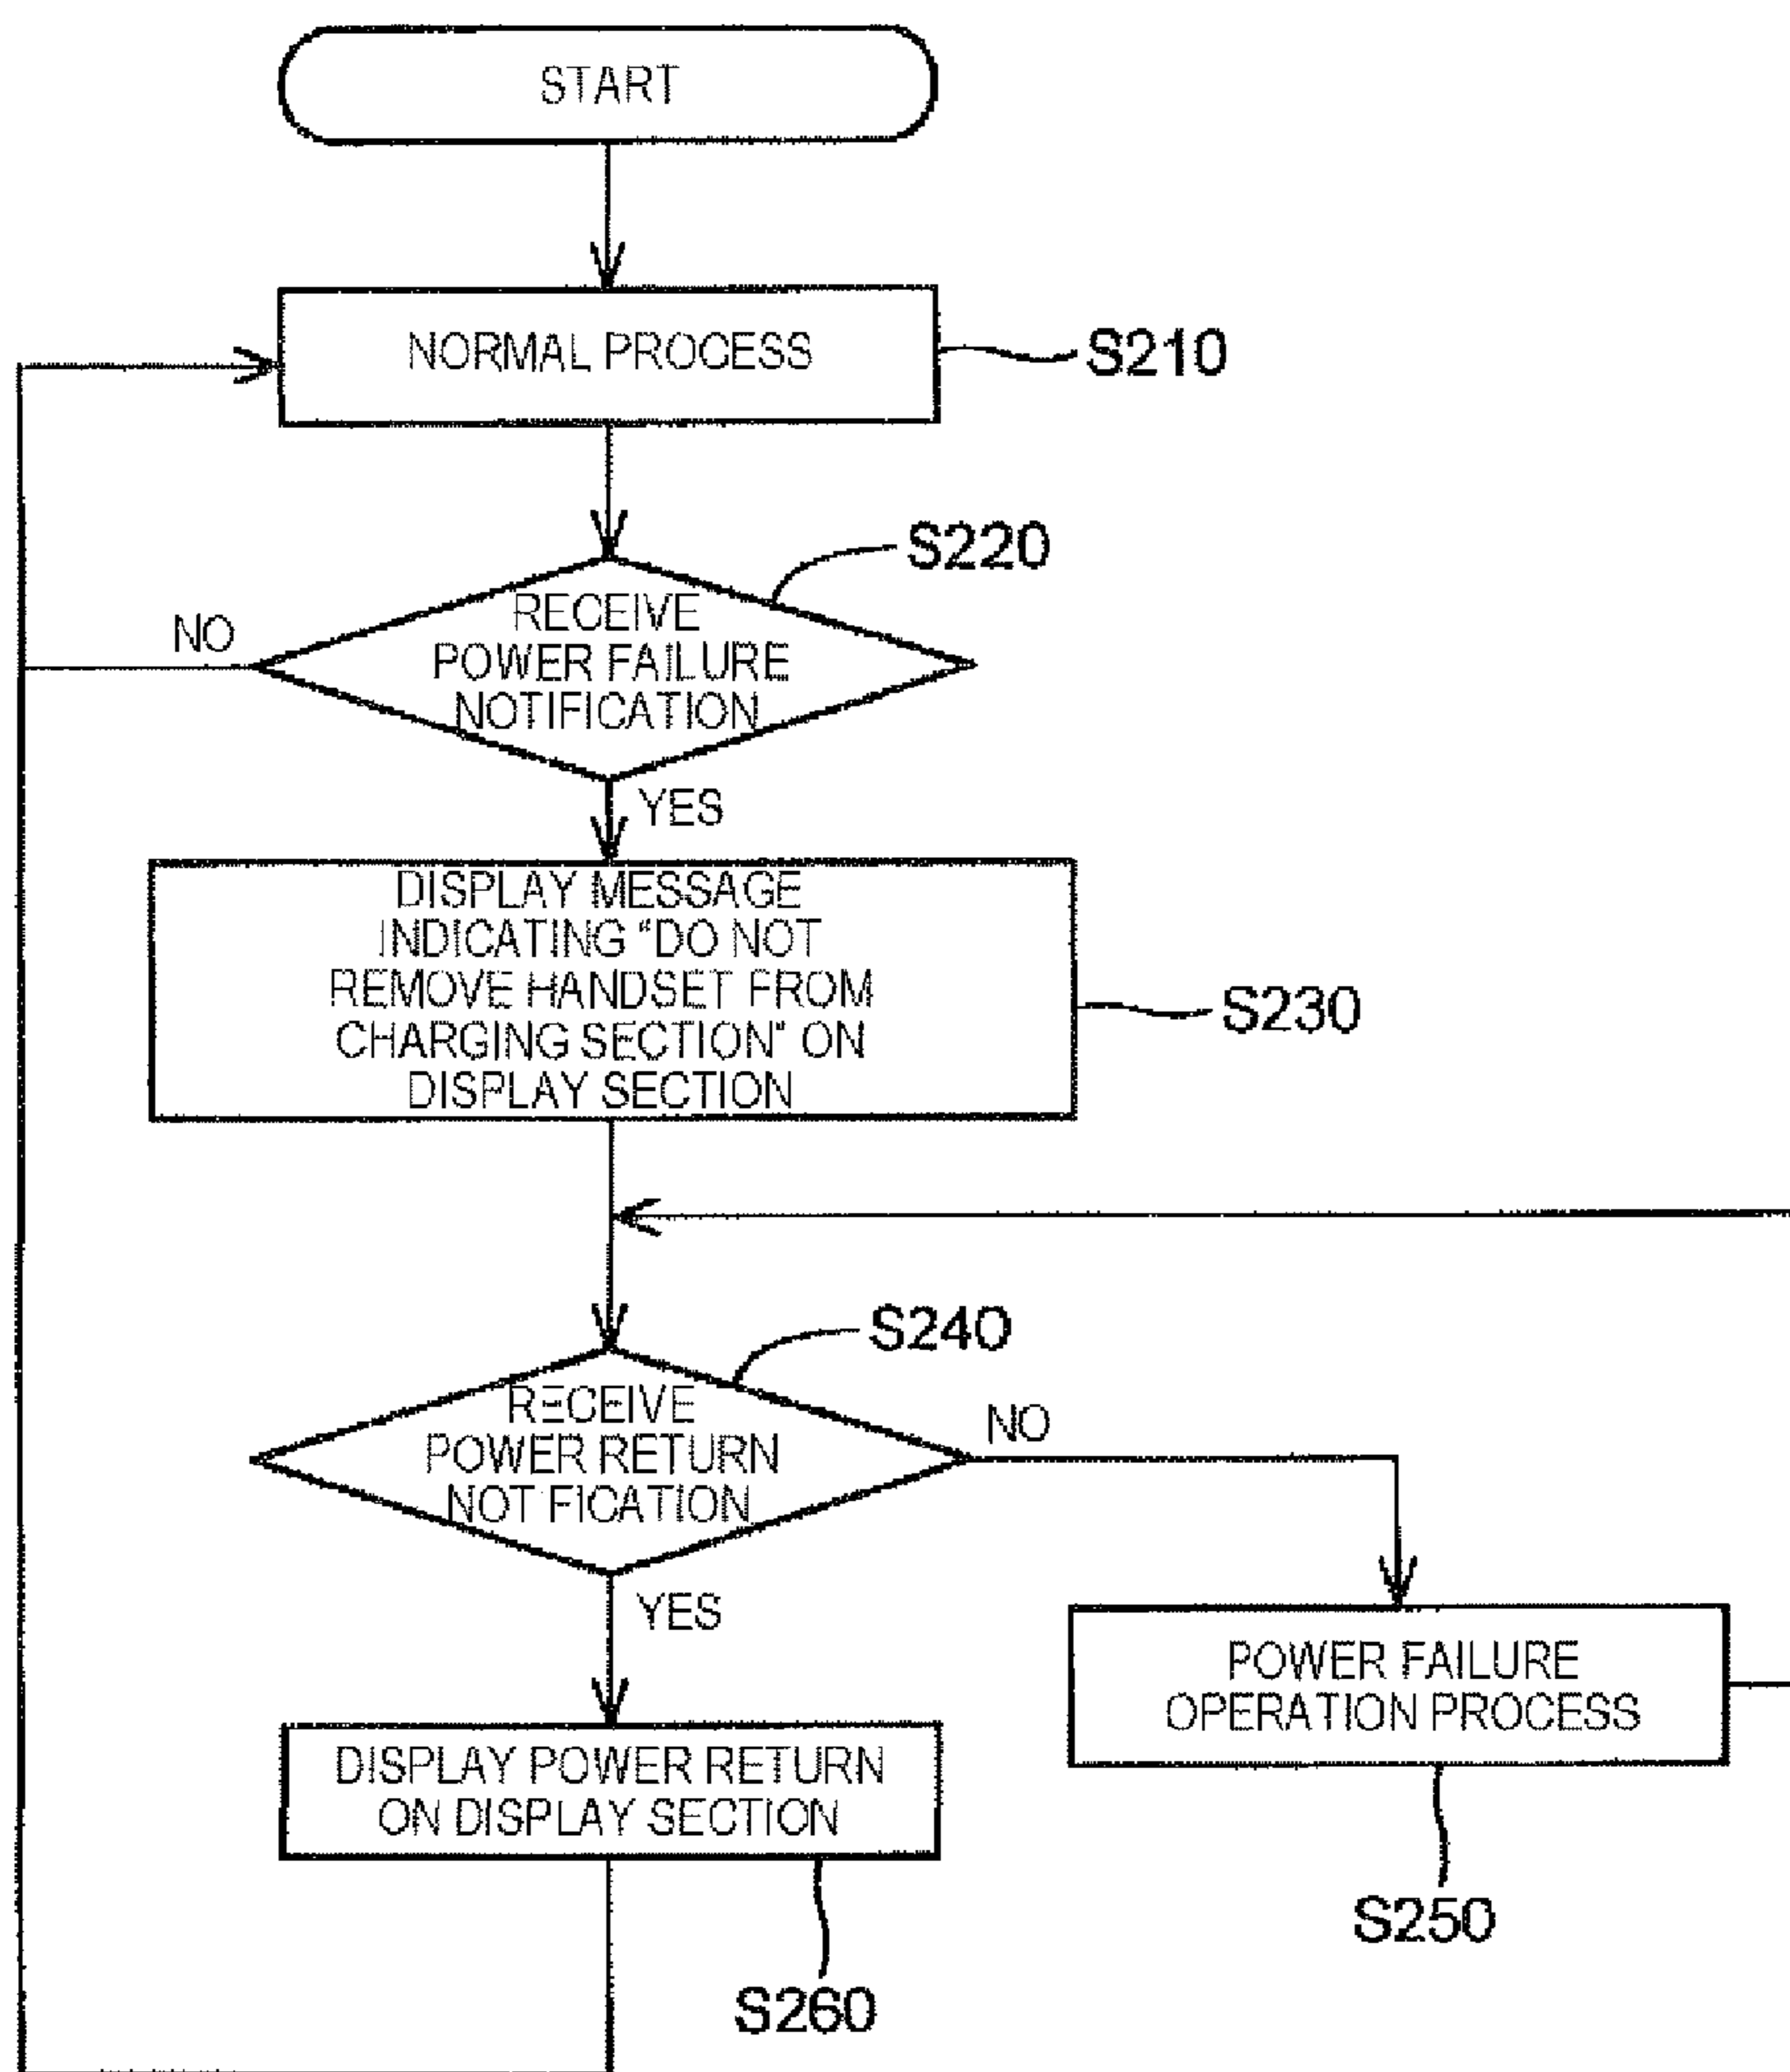 START
NORMAL PROCESS
S210
S220
RECEIVE
POWER FAILURE
NOTIFICATION
NO
YES
DISPLAY MESSAGE
INDICATING "DO NOT
REMOVE HANDSET FROM
CHARGING SECTION" ON
DISPLAY SECTION
S230
S240
RECEIVE
POWER RETURN
NOTIFICATION
NO
YES
POWER FAILURE
OPERATION PROCESS
S250
DISPLAY POWER RETURN
ON DISPLAY SECTION
S260